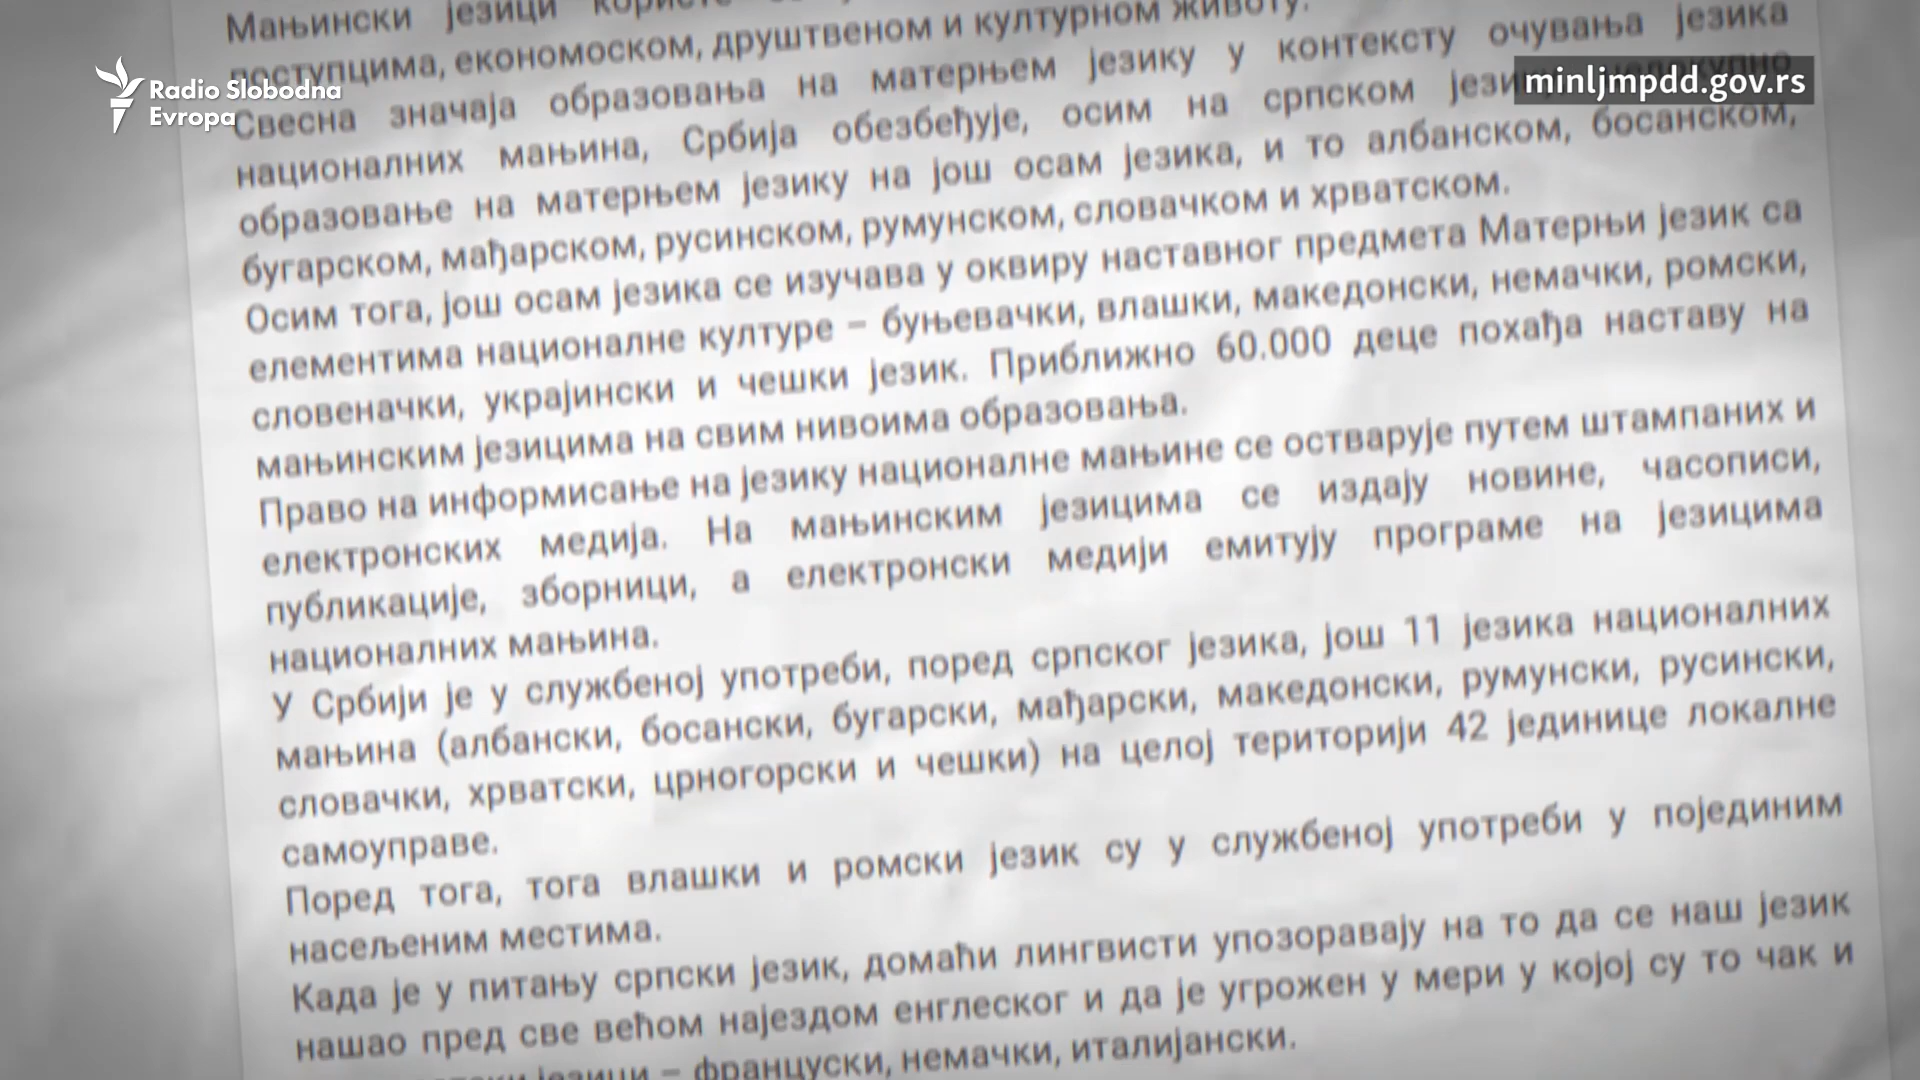 Мањински језици
поступцима, економоском, друштвеном и културном животу.
Свесна значаја образовања на матерњем језику у контексту очувања језика
националних мањина, Србија обезбеђује, осим на српском
образовање на матерњем језику на још осам језика, и то албанском, босанском,
бугарском, мађарском, русинском, румунском, словачком и хрватском.
Осим тога, још осам језика се изучава у оквиру наставног предмета Матерњи језик са
елементима националне културе – буњевачки, влашки, македонски, немачки, ромски,
словеначки, украјински и чешки језик. Приближно 60.000 деце похађа наставу на
мањинским језицима на свим нивоима образовања.
Право на информисање на језику националне мањине се остварује путем штампаних и
електронских медија. На мањинским језицима се издају новине, часописи,
публикације, зборници, а електронски медији емитују програме на језицима
националних мањина.
У Србији је у службеној употреби, поред српског језика, још 11 језика националних
мањина (албански, босански, бугарски, мађарски, македонски, румунски, русински,
словачки, хрватски, црногорски и чешки) на целој територији 42 јединице локалне
самоуправе.
Поред тога, тога влашки и ромски језик су у службеној употреби у појединим
насељеним местима.
Када је у питању српски језик, домаћи лингвисти упозоравају на то да се наш језик
нашао пред све већом најездом енглеског и да је угрожен у мери у којој су то чак и
језици – француски, немачки, италијански.
Radio Slobodna
Evropa
minljmpdd.gov.rs